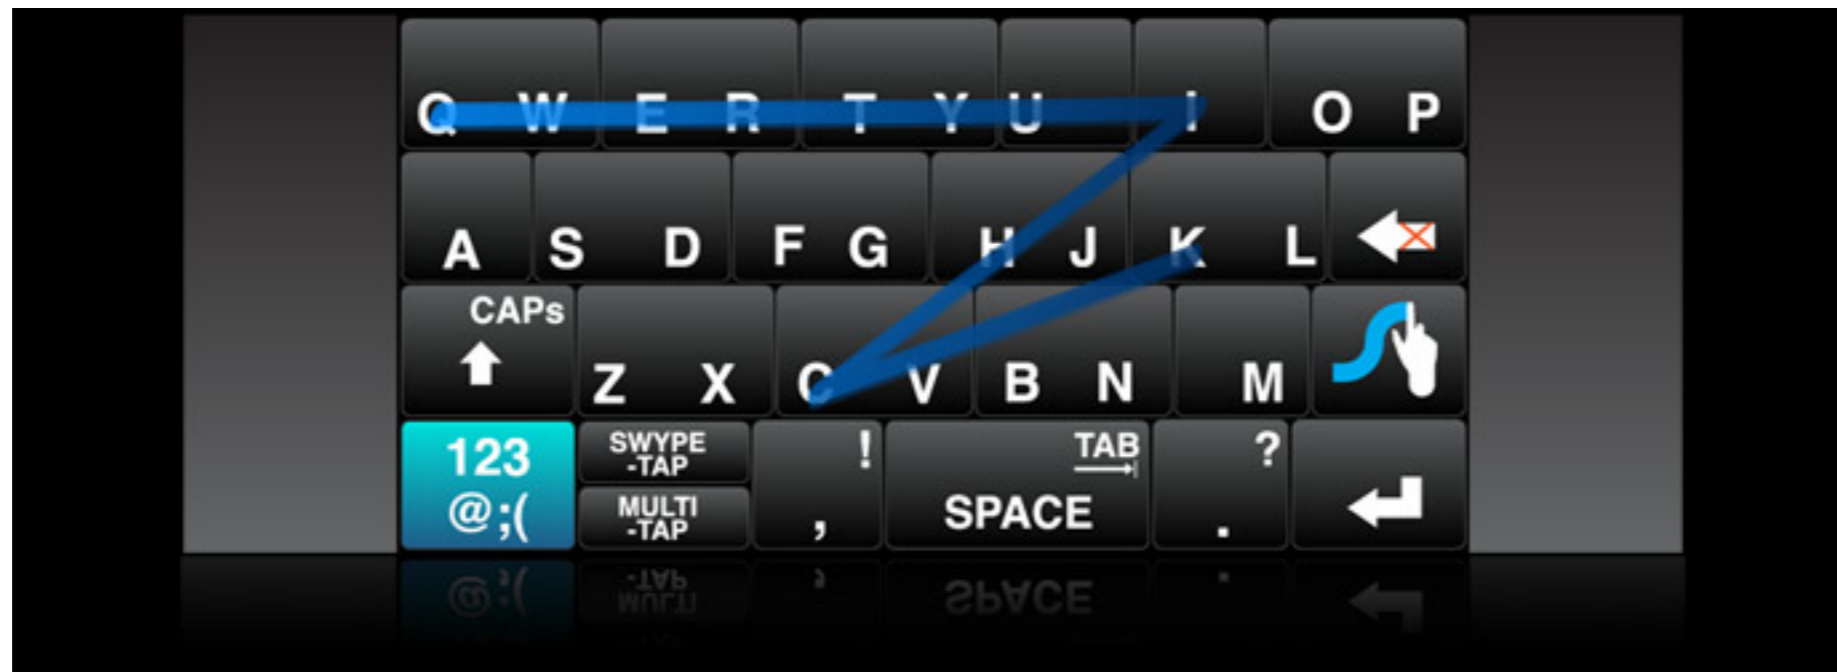 Q W E R T Y U I O P
A S D F G H J K L
CAPs
Z X C V B N M
123
@;(
SWYPE
-TAP
MULTI
-TAP
!
,
TAB
SPACE
?
.